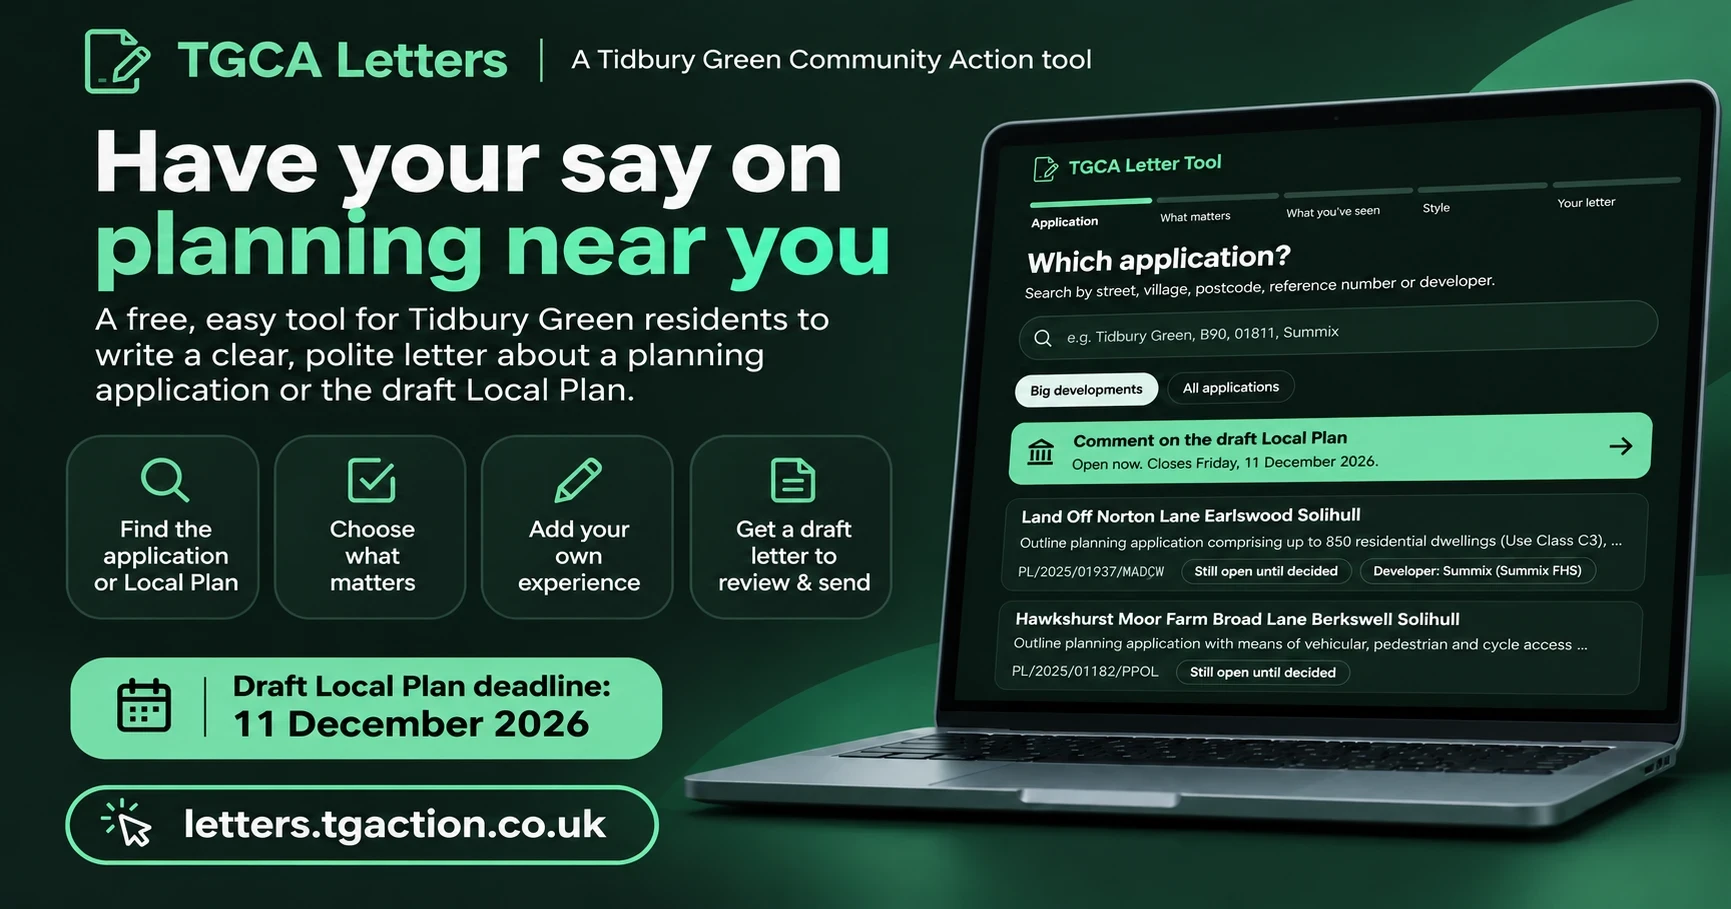 TGCA Letters
A Tidbury Green Community Action tool
Have your say on
planning near you
A free, easy tool for Tidbury Green residents to
write a clear, polite letter about a planning
application or the draft Local Plan.
Find the
application
or Local Plan
Choose
what
matters
Add your
own
experience
Get a draft
letter to
review & send
Draft Local Plan deadline:
11 December 2026
letters.tgaction.co.uk
TGCA Letter Tool
Application
What matters
What you've seen
Style
Your letter
Which application?
Search by street, village, postcode, reference number or developer.
e.g. Tidbury Green, B90, 01811, Summix
Big developments
All applications
Comment on the draft Local Plan
Open now. Closes Friday, 11 December 2026.
Land Off Norton Lane Earlswood Solihull
Outline planning application comprising up to 850 residential dwellings (Use Class C3), ...
PL/2025/01937/MADCW
Still open until decided
Developer: Summix (Summix FHS)
Hawkshurst Moor Farm Broad Lane Berkswell Solihull
Outline planning application with means of vehicular, pedestrian and cycle access ...
PL/2025/01182/PPOL
Still open until decided